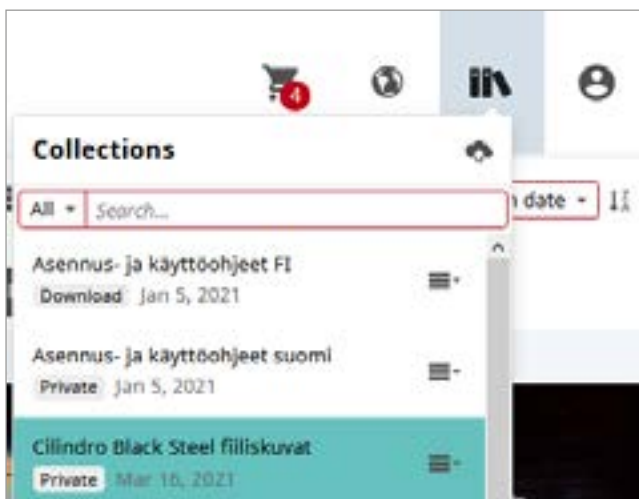 4
Collections
All Search...
n date
Asennus- ja käyttöohjeet FI
Download Jan 5, 2021
Asennus- ja käyttöohjeet suomi
Private Jan 5, 2021
Cilindro Black Steel fiiliskuvat
Private Mar 16, 2021